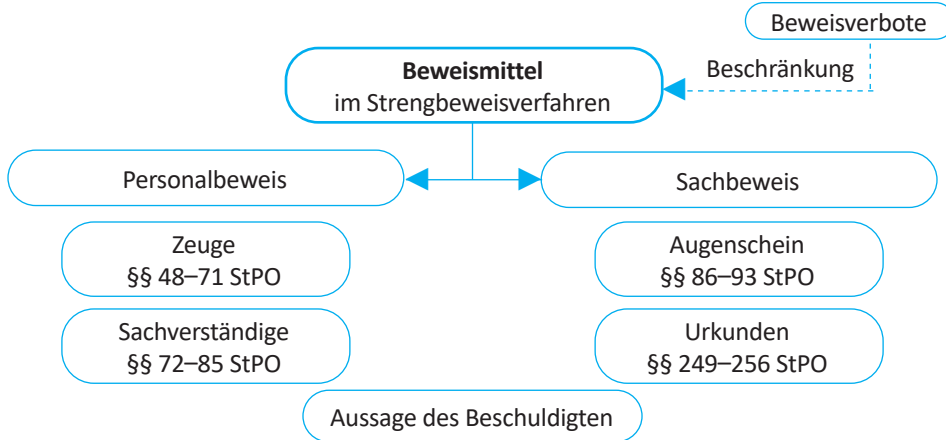 Beweisverbote
Beweismittel
im Strengbeweisverfahren
Beschränkung
Personalbeweis
Sachbeweis
Zeuge
§§ 48–71 StPO
Augenschein
§§ 86–93 StPO
Sachverständige
§§ 72–85 StPO
Urkunden
§§ 249–256 StPO
Aussage des Beschuldigten